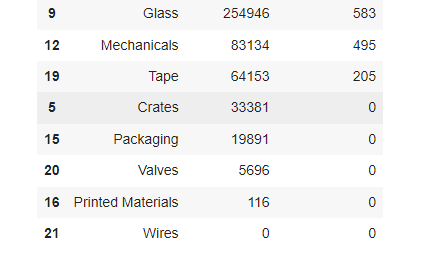 9 Glass 254946 583
12 Mechanicals 83134 495
19 Tape 64153 205
5 Crates 33381 0
15 Packaging 19891 0
20 Valves 5696 0
16 Printed Materials 116 0
21 Wires 0 0